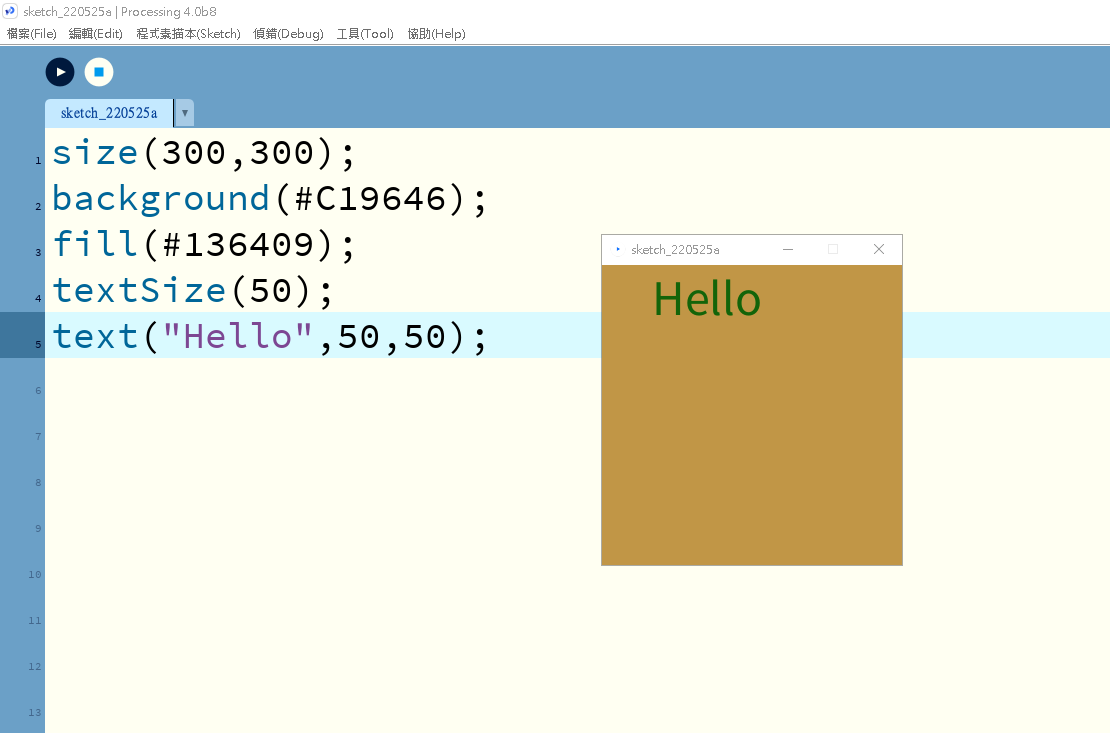 sketch_220525a | Processing 4.0b8
檔案(File) 編輯(Edit) 程式素描本(Sketch) 偵錯(Debug) 工具(Tool) 協助(Help)
sketch_220525a ▼
1 size(300,300);
2 background(#C19646);
3 fill(#136409);
4 textSize(50);
5 text("Hello",50,50);
6
7
8
9
10
11
12
13
sketch_220525a
Hello